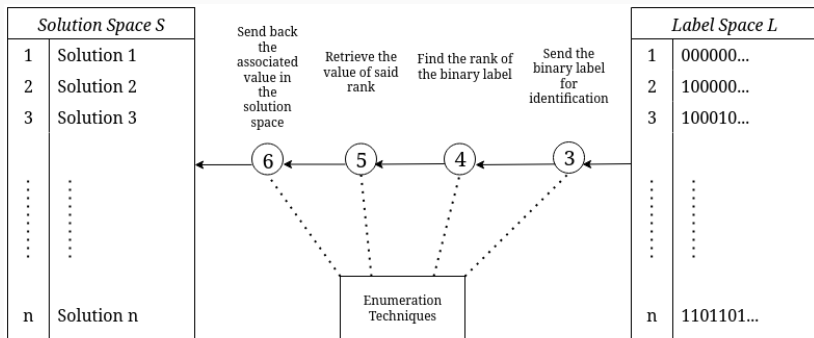 Solution Space S
1 Solution 1
2 Solution 2
3 Solution 3
n Solution n
Send back
the
associated
value in
the
solution
space
Retrieve the
value of said
rank
Find the rank of
the binary label
Send the
binary label
for
identification
6
5
4
3
Enumeration
Techniques
Label Space L
1 000000...
2 100000...
3 100010...
n 1101101...